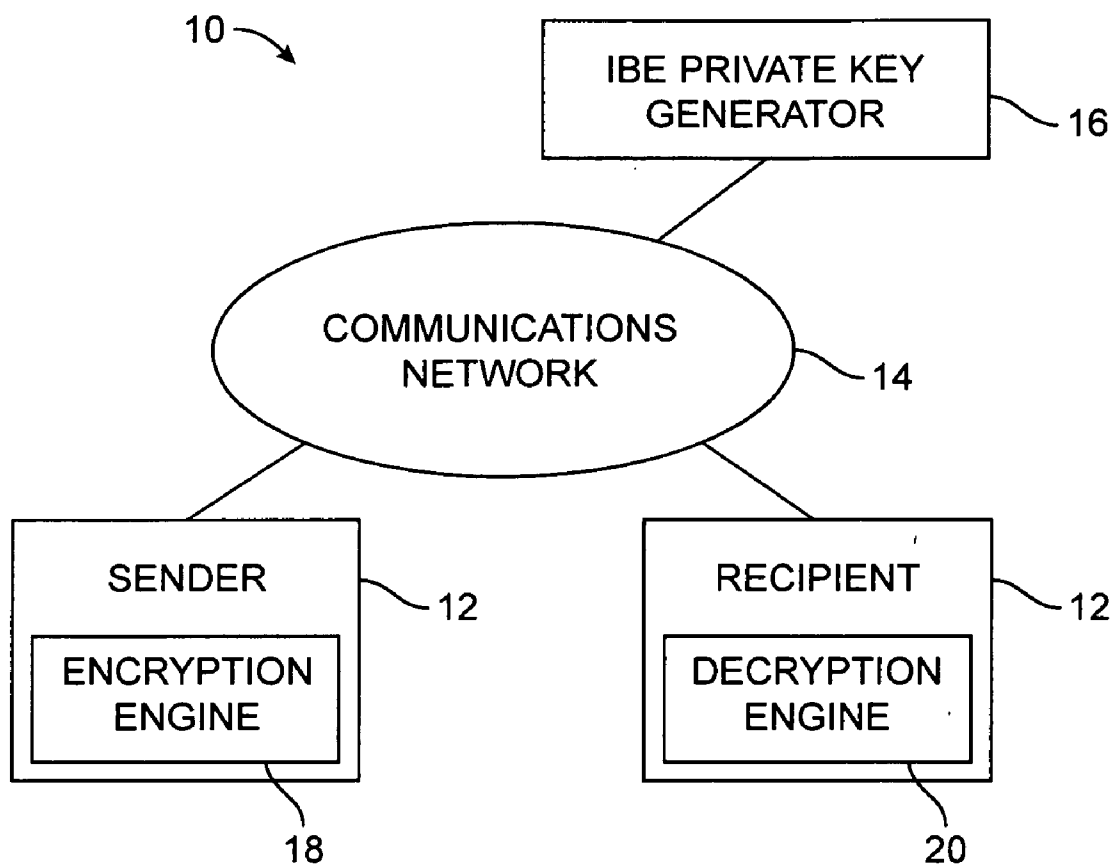 10
IBE PRIVATE KEY
GENERATOR
16
COMMUNICATIONS
NETWORK
14
SENDER
12
ENCRYPTION
ENGINE
18
RECIPIENT
12
DECRYPTION
ENGINE
20